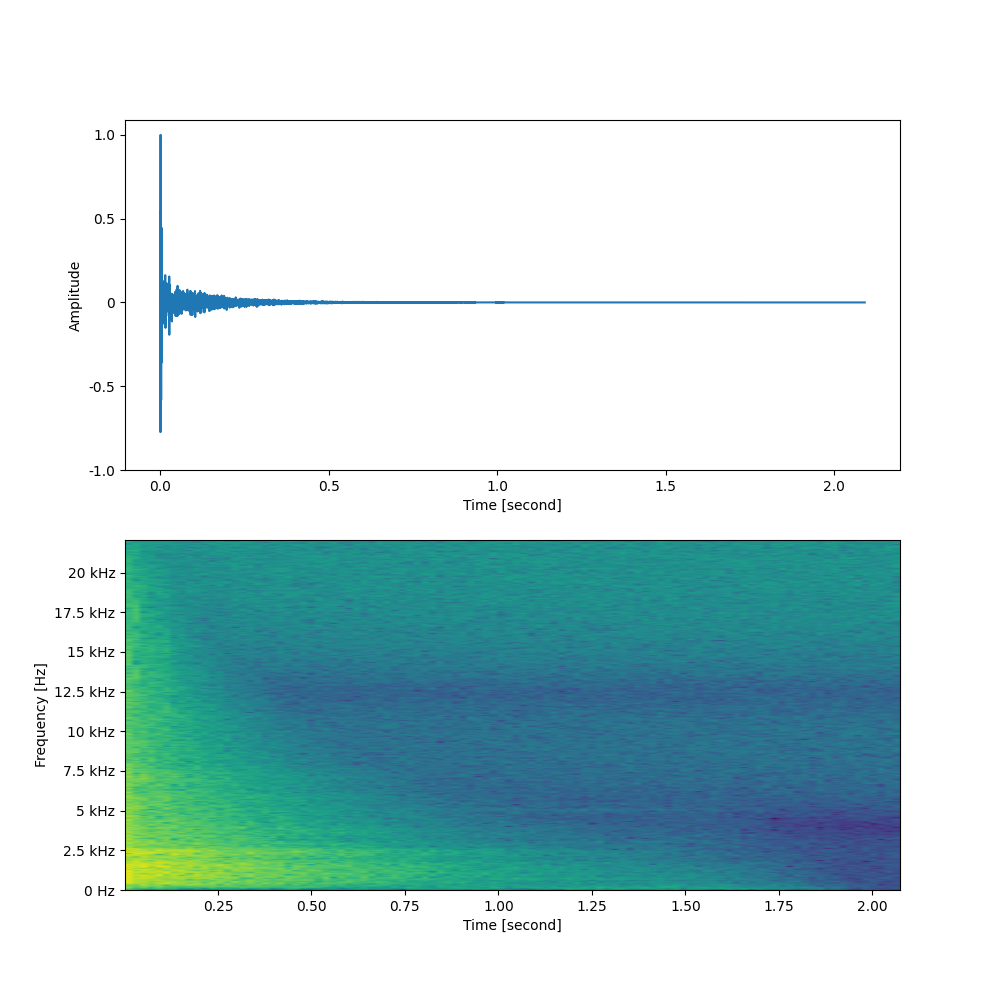 1.0
0.5
0
-0.5
-1.0
Amplitude
0.0 0.5 1.0 1.5 2.0
Time [second]
20 kHz
17.5 kHz
15 kHz
12.5 kHz
10 kHz
7.5 kHz
5 kHz
2.5 kHz
0 Hz
Frequency [Hz]
0.25 0.50 0.75 1.00 1.25 1.50 1.75 2.00
Time [second]